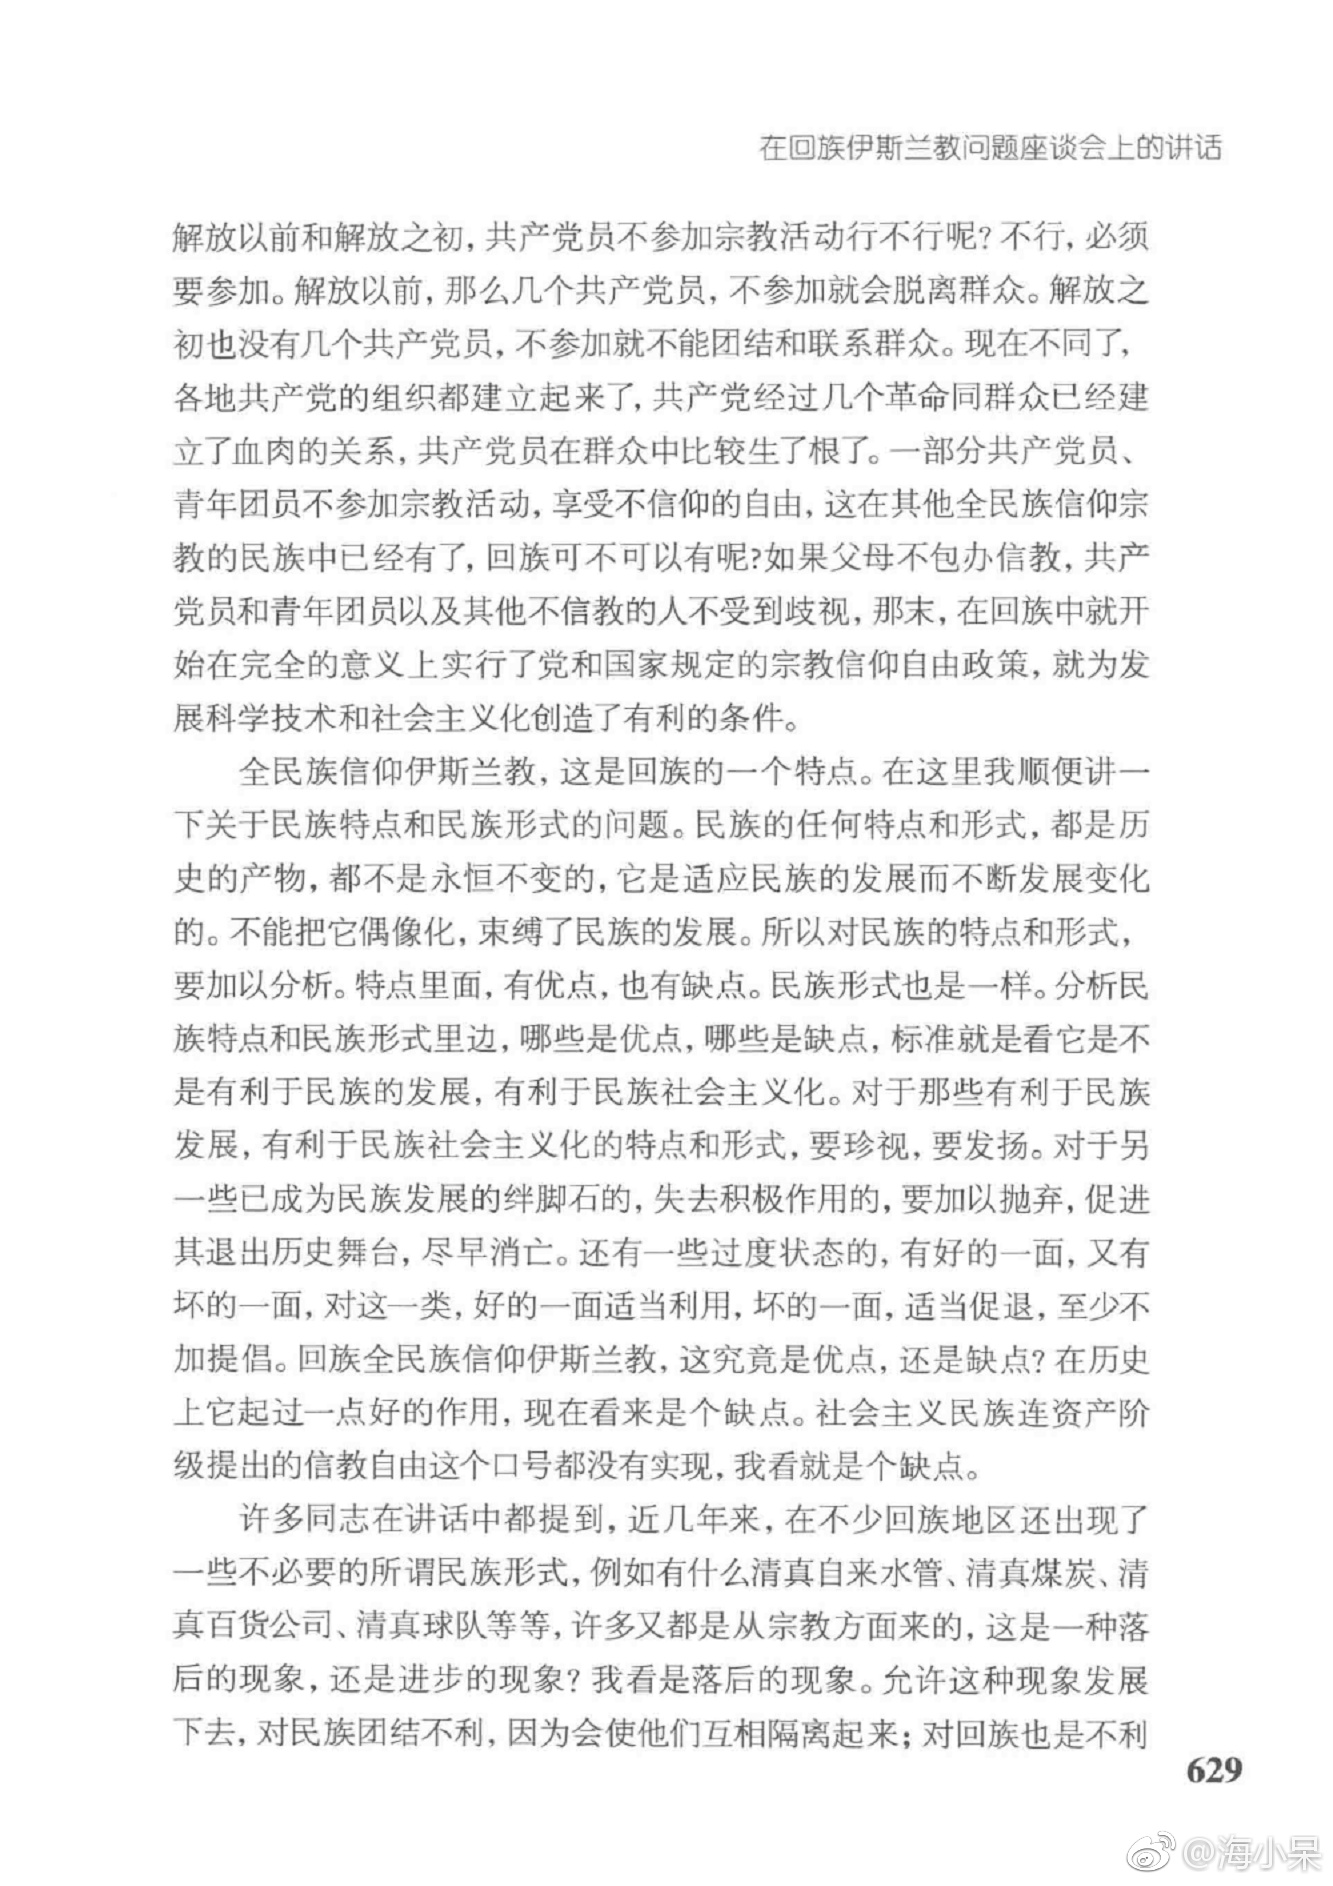 在回族伊斯兰教问题座谈会上的讲话
解放以前和解放之初，共产党员不参加宗教活动行不行呢？不行，必须
要参加。解放以前，那么几个共产党员，不参加就会脱离群众。解放之
初也没有几个共产党员，不参加就不能团结和联系群众。现在不同了，
各地共产党的组织都建立起来了，共产党经过几个革命同群众已经建
立了血肉的关系，共产党员在群众中比较生了根了。一部分共产党员、
青年团员不参加宗教活动，享受不信仰的自由，这在其他全民族信仰宗
教的民族中已经有了，回族可不可以有呢？如果父母不包办信教，共产
党员和青年团员以及其他不信教的人不受到歧视，那末，在回族中就开
始在完全的意义上实行了党和国家规定的宗教信仰自由政策，就为发
展科学技术和社会主义化创造了有利的条件。
全民族信仰伊斯兰教，这是回族的一个特点。在这里我顺便讲一
下关于民族特点和民族形式的问题。民族的任何特点和形式，都是历
史的产物，都不是永恒不变的，它是适应民族的发展而不断发展变化
的。不能把它偶像化，束缚了民族的发展。所以对民族的特点和形式，
要加以分析。特点里面，有优点，也有缺点。民族形式也是一样。分析民
族特点和民族形式里边，哪些是优点，哪些是缺点，标准就是看它是不
是有利于民族的发展，有利于民族社会主义化。对于那些有利于民族
发展，有利于民族社会主义化的特点和形式，要珍视，要发扬。对于另
一些已成为民族发展的绊脚石的，失去积极作用的，要加以抛弃，促进
其退出历史舞台，尽早消亡。还有一些过度状态的，有好的一面，又有
坏的一面，对这一类，好的一面适当利用，坏的一面，适当促退，至少不
加提倡。回族全民族信仰伊斯兰教，这究竟是优点，还是缺点？在历史
上它起过一点好的作用，现在看来是个缺点。社会主义民族连资产阶
级提出的信教自由这个口号都没有实现，我看就是个缺点。
许多同志在讲话中都提到，近几年来，在不少回族地区还出现了
一些不必要的所谓民族形式，例如有什么清真自来水管、清真煤炭、清
真百货公司、清真球队等等，许多又都是从宗教方面来的，这是一种落
后的现象，还是进步的现象？我看是落后的现象。允许这种现象发展
下去，对民族团结不利，因为会使他们互相隔离起来；对回族也是不利
629
@海小呆